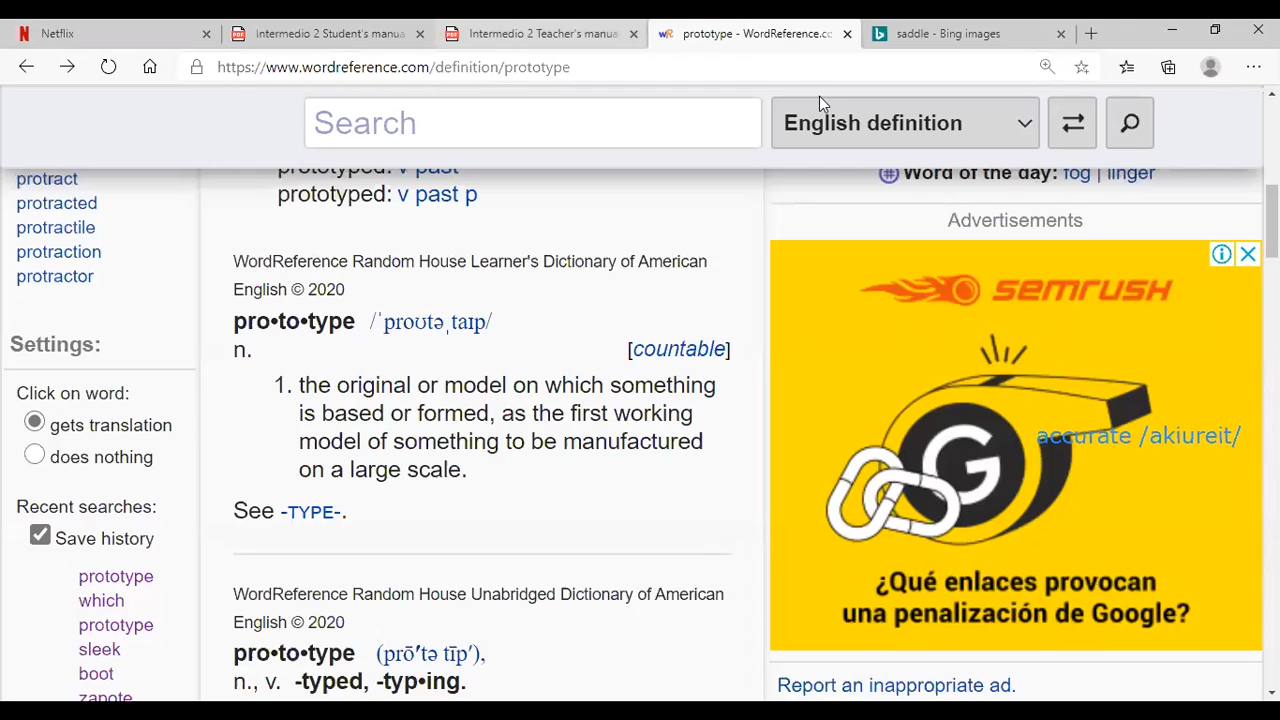 Netflix
Intermedio 2 Student's manua
Intermedio 2 Teacher's manua
prototype - WordReference.cc
saddle - Bing images
https://www.wordreference.com/definition/prototype
Search
English definition
protract
protracted
protractile
protraction
protractor
Settings:
Click on word:
gets translation
does nothing
Recent searches:
Save history
prototype
which
prototype
sleek
boot
zapote
prototyped: v past
prototyped: v past p
WordReference Random House Learner's Dictionary of American
English © 2020
pro•to•type /ˈproʊtəˌtaɪp/
n. [countable]
1. the original or model on which something
is based or formed, as the first working
model of something to be manufactured
on a large scale.
See -TYPE-.
WordReference Random House Unabridged Dictionary of American
English © 2020
pro•to•type (prō′tə tīp′),
n., v. -typed, -typ•ing.
Word of the day: fog | linger
Advertisements
SEMRUSH
G
accurate /akiureit/
¿Qué enlaces provocan
una penalización de Google?
Report an inappropriate ad.